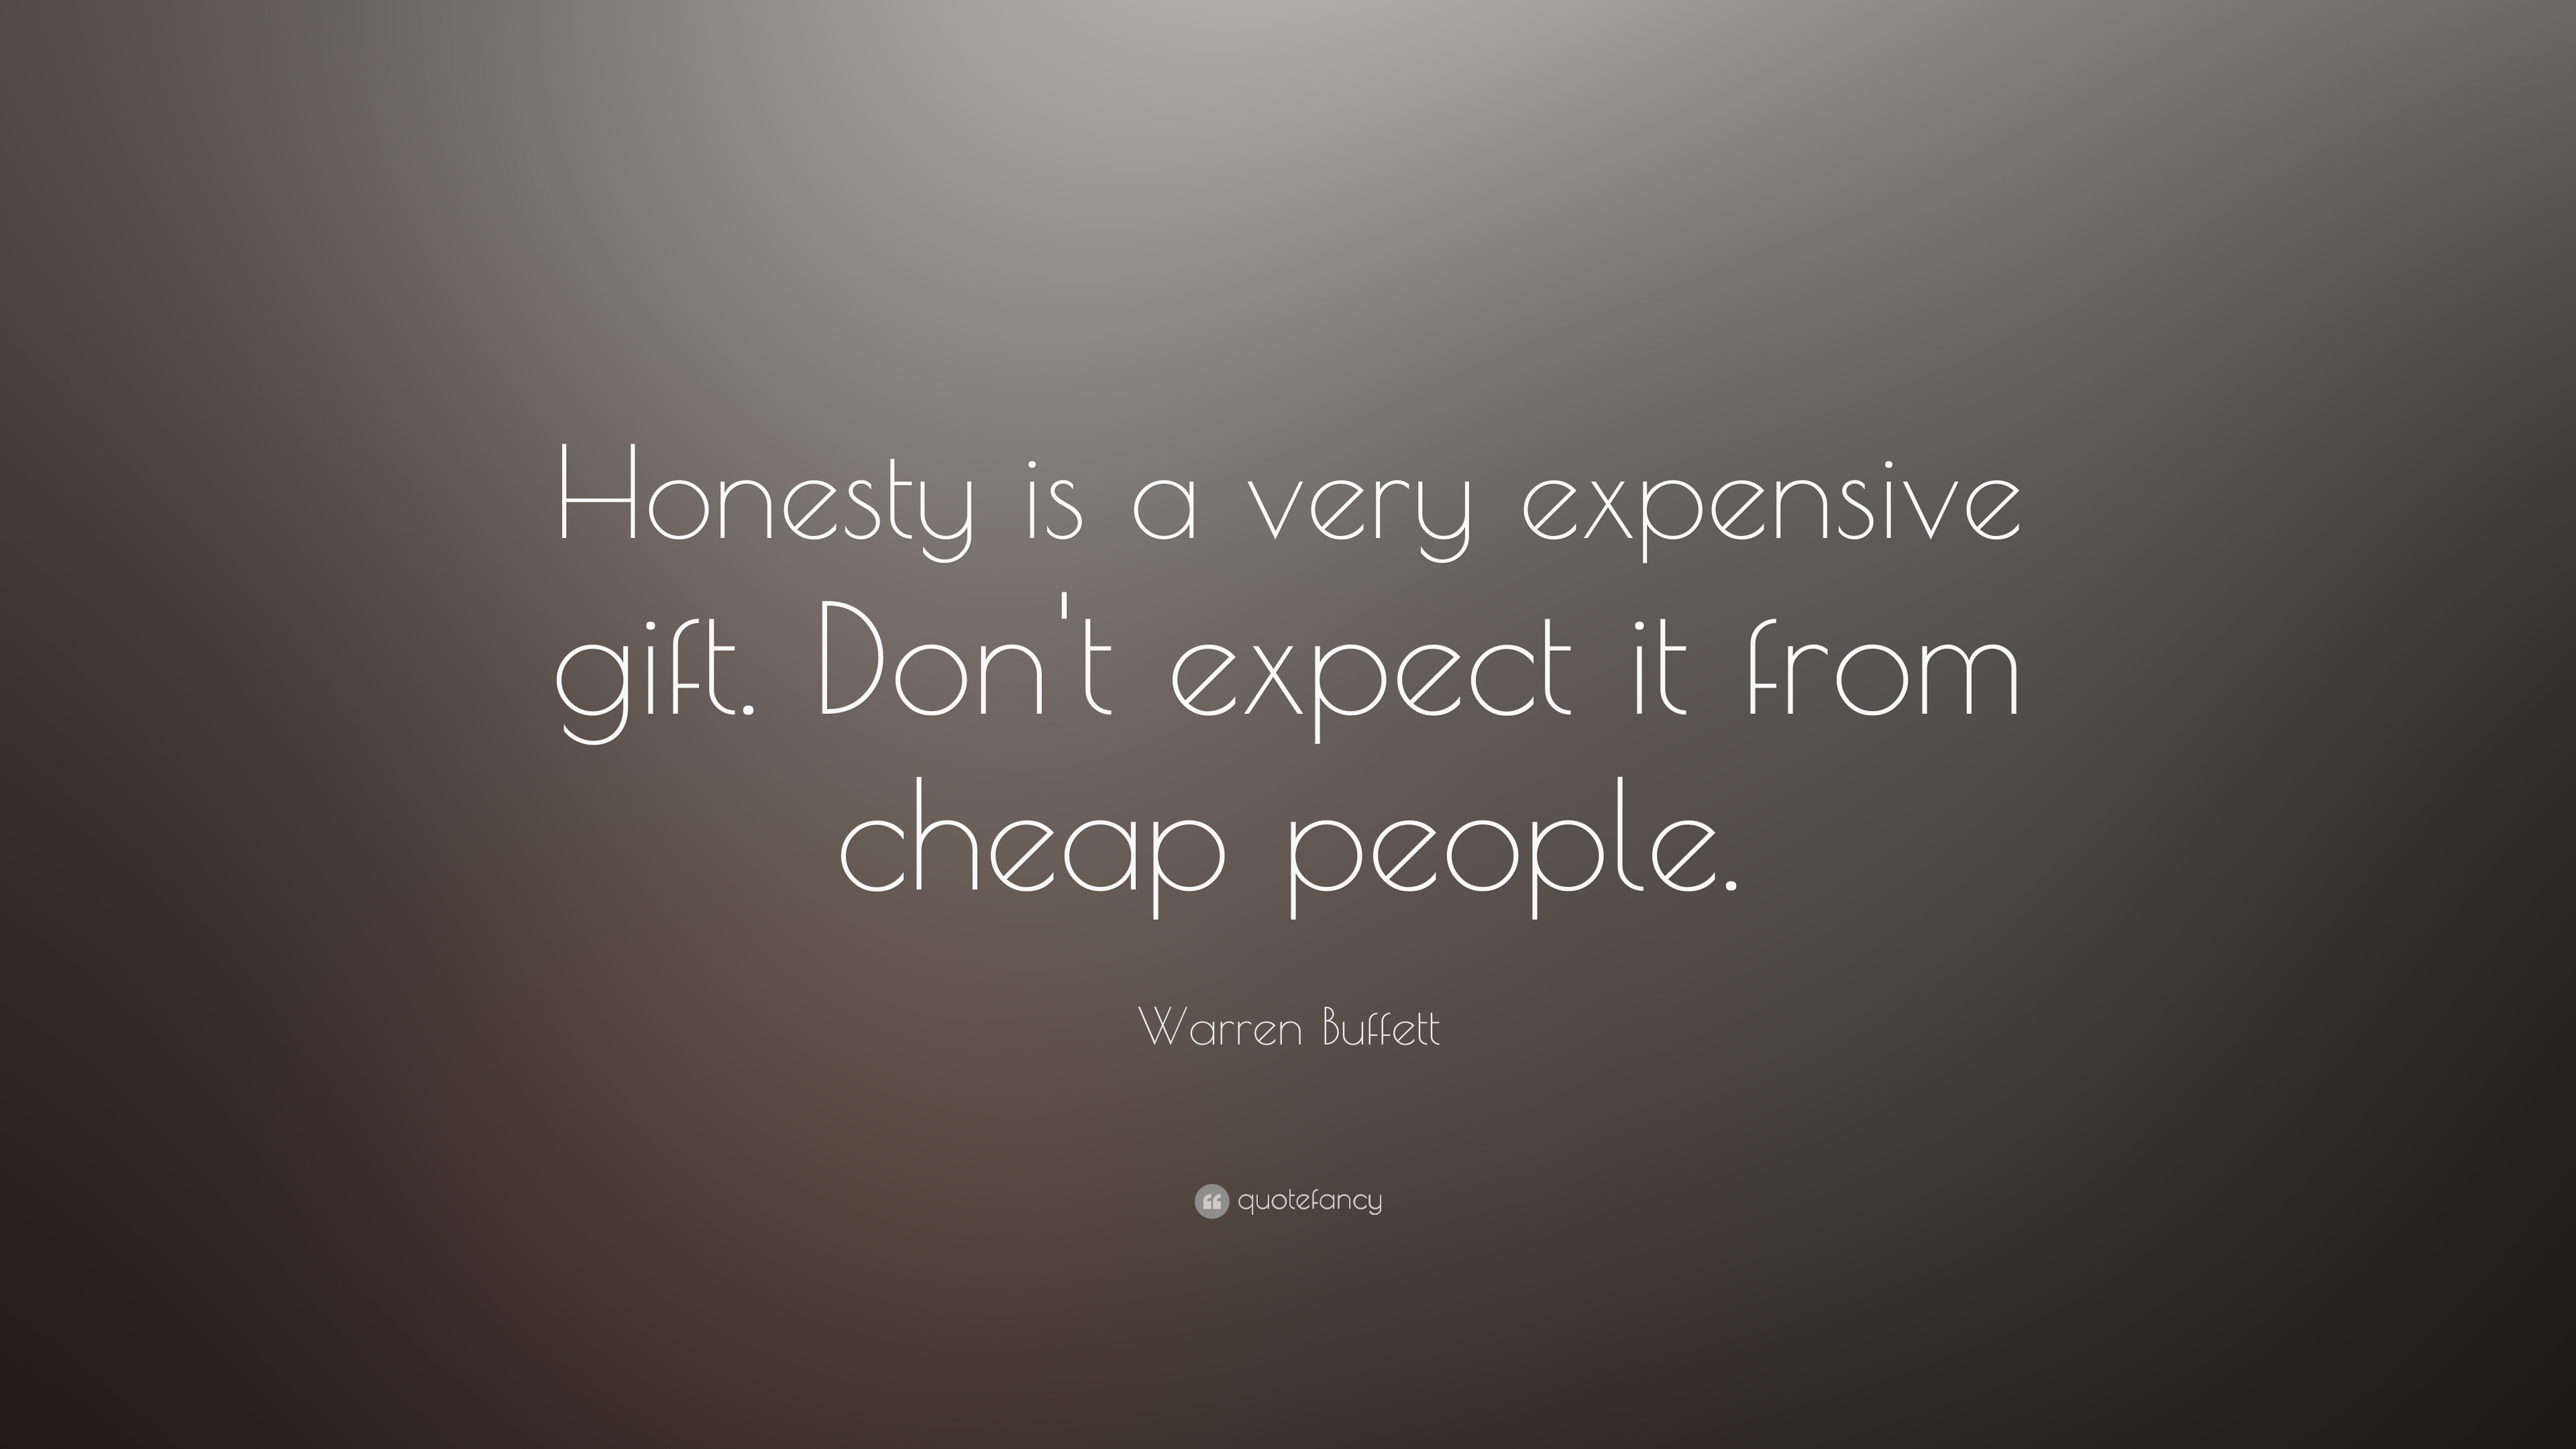 Honesty is a very expensive
gift. Don't expect it from
cheap people.
Warren Buffett
quotefancy